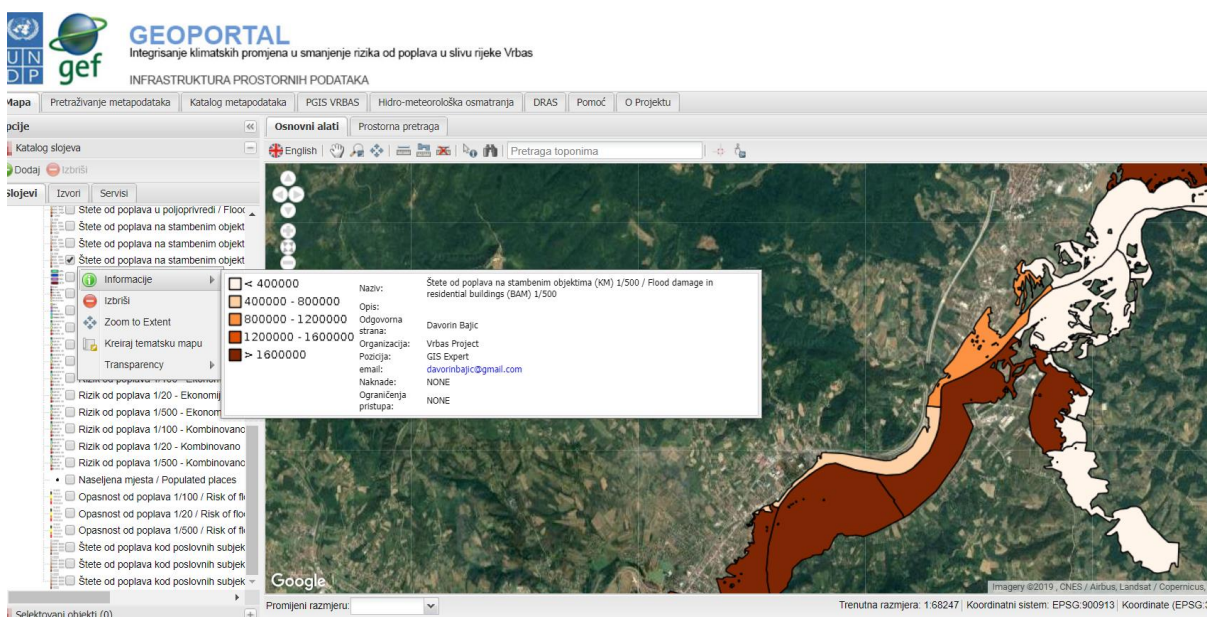 UN
DP
gef
GEOPORTAL
Integrisanje klimatskih promjena u smanjenje rizika od poplava u slivu rijeke Vrbas
INFRASTRUKTURA PROSTORNIH PODATAKA
Mapa Pretraživanje metapodataka Katalog metapodataka PGIS VRBAS Hidro-meteorološka osmatranja DRAS Pomoć O Projektu
pcije
Osnovni alati Prostorna pretraga
Katalog slojeva
English Pretraga toponima
Dodaj Izbriši
Slojevi Izvori Servisi
Štete od poplava u poljoprivredi / Flooc
Štete od poplava na stambenim objekt
Štete od poplava na stambenim objekt
Štete od poplava na stambenim objekt
Informacije
Izbriši
Zoom to Extent
Kreiraj tematsku mapu
Transparency
< 400000
400000 - 800000
800000 - 1200000
1200000 - 1600000
> 1600000
Naziv: Štete od poplava na stambenim objektima (KM) 1/500 / Flood damage in
residential buildings (BAM) 1/500
Opis:
Odgovorna
strana: Davorin Bajic
Organizacija: Vrbas Project
Pozicija: GIS Expert
email: davorinbajic@gmail.com
Naknade: NONE
Ograničenja
pristupa: NONE
Rizik od poplava 1/20 - Ekonomij
Rizik od poplava 1/500 - Ekonom
Rizik od poplava 1/100 - Kombinovano
Rizik od poplava 1/20 - Kombinovano
Rizik od poplava 1/500 - Kombinovano
Naseljena mjesta / Populated places
Opasnost od poplava 1/100 / Risk of fl
Opasnost od poplava 1/20 / Risk of flo
Opasnost od poplava 1/500 / Risk of fl
Štete od poplava kod poslovnih subjek
Štete od poplava kod poslovnih subjek
Štete od poplava kod poslovnih subjek
Google
Imagery ©2019 , CNES / Airbus, Landsat / Copernicus,
Selektovani objekti (0)
Promijeni razmjeru:
Trenutna razmjera: 1:68247 Koordinatni sistem: EPSG:900913 Koordinate (EPSG:3